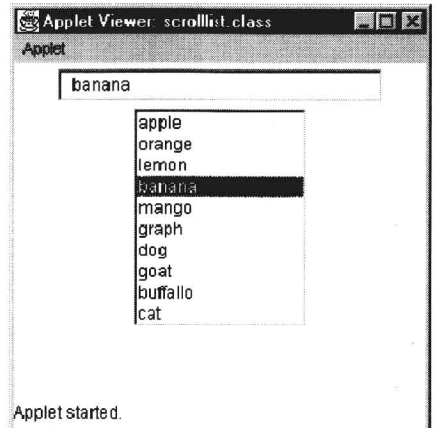 Applet Viewer: scrolllist.class
Applet
banana
apple
orange
lemon
banana
mango
graph
dog
goat
buffallo
cat
Applet started.